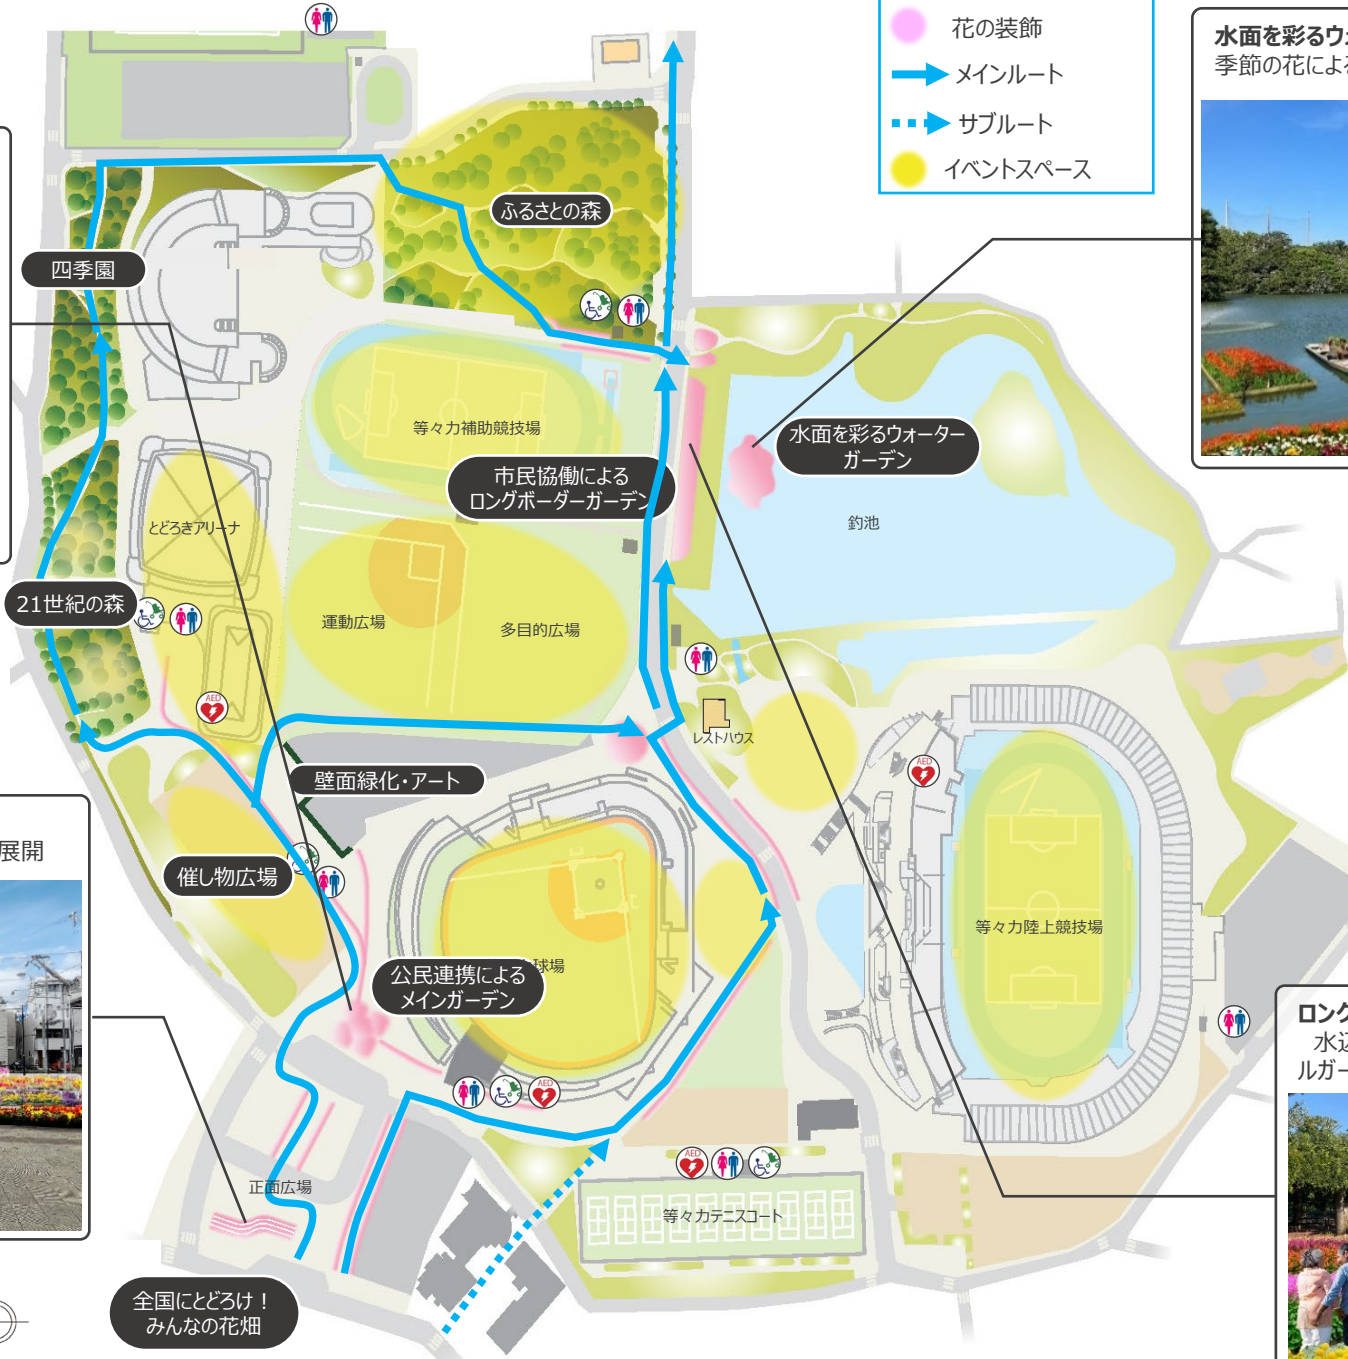 花の装飾
メインルート
サブルート
イベントスペース
水面を彩るウォ
季節の花による
ふるさとの森
四季園
等々力補助競技場
市民協働による
ロングボーダーガーデン
水面を彩るウォーター
ガーデン
釣池
とどろきアリーナ
21世紀の森
運動広場
多目的広場
AED
レストハウス
壁面緑化・アート
AED
展開
催し物広場
公民連携による
メインガーデン
球場
等々力陸上競技場
ロング
水辺
ルガー
AED
AED
正面広場
等々力テニスコート
全国にとどろけ！
みんなの花畑